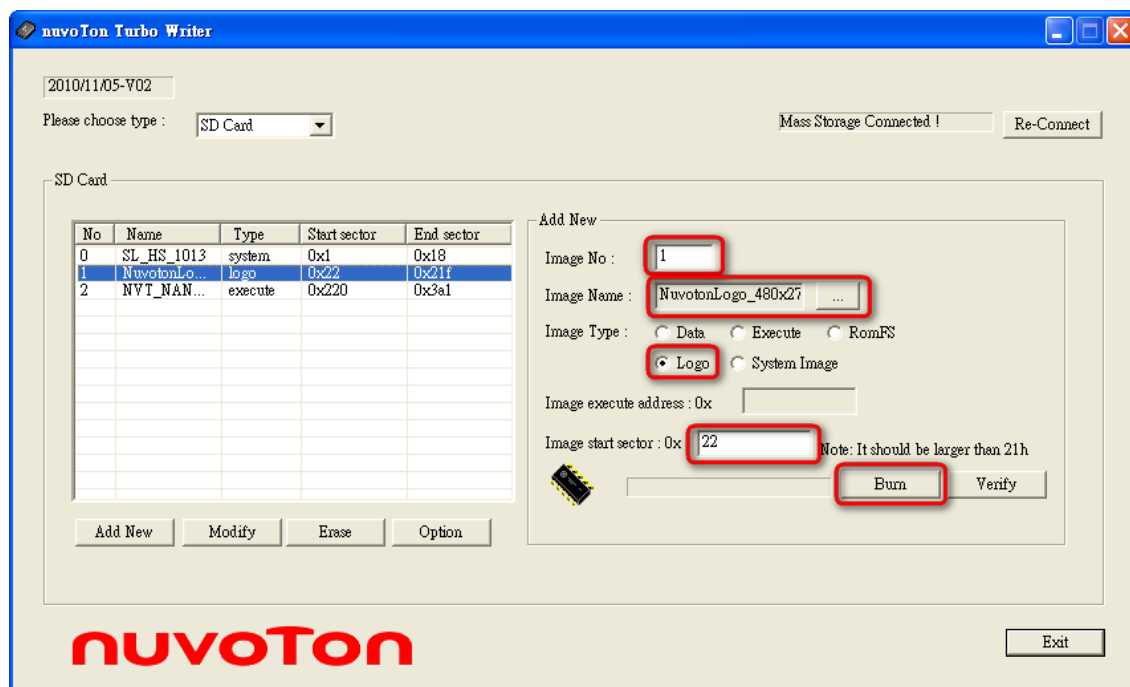 nuvoTon Turbo Writer
2010/11/05-V02
Please choose type : SD Card Mass Storage Connected ! Re-Connect
SD Card
No Name Type Start sector End sector
0 SL_HS_1013 system 0x1 0x18
1 NuvotonLo... logo 0x22 0x21f
2 NVT_NAN... execute 0x220 0x3a1
Add New Modify Erase Option
Add New
Image No : 1
Image Name : NuvotonLogo_480x27 ...
Image Type : Data Execute RomFS
Logo System Image
Image execute address : 0x
Image start sector : 0x 22 Note: It should be larger than 21h
Burn Verify
nuvoTon
Exit